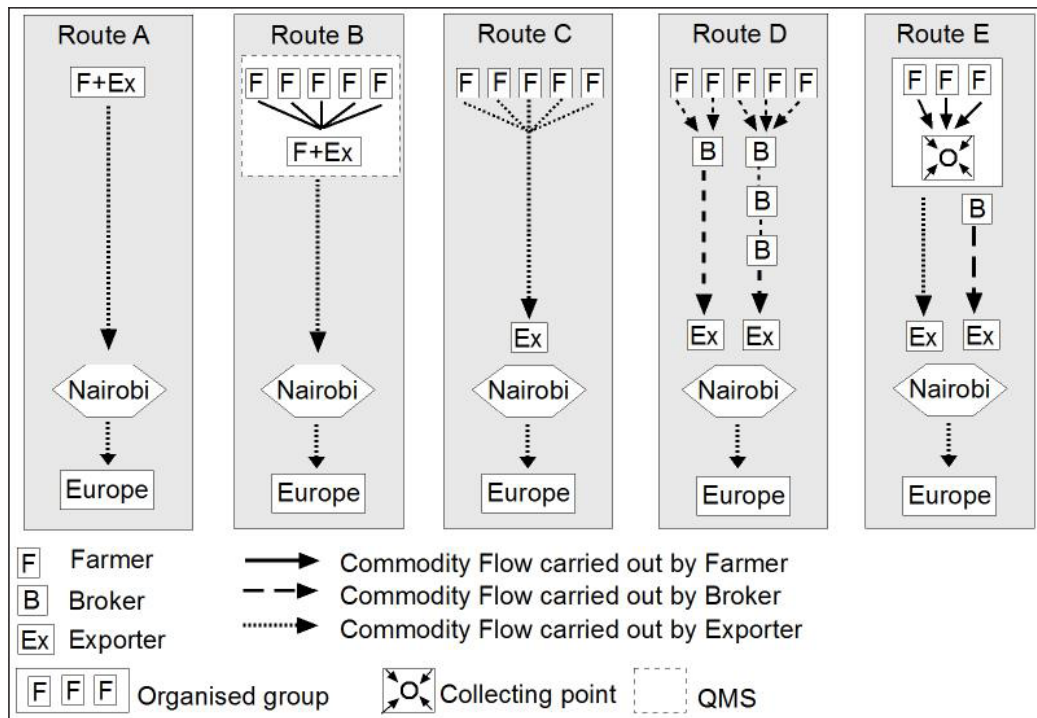 Route A Route B Route C Route D Route E
F+Ex F F F F F F F F F F F F F F F F F F
F+Ex B B O
B B
B
Ex Ex Ex Ex Ex
Nairobi Nairobi Nairobi Nairobi Nairobi
Europe Europe Europe Europe Europe
F Farmer Commodity Flow carried out by Farmer
B Broker Commodity Flow carried out by Broker
Ex Exporter Commodity Flow carried out by Exporter
F F F Organised group O Collecting point QMS